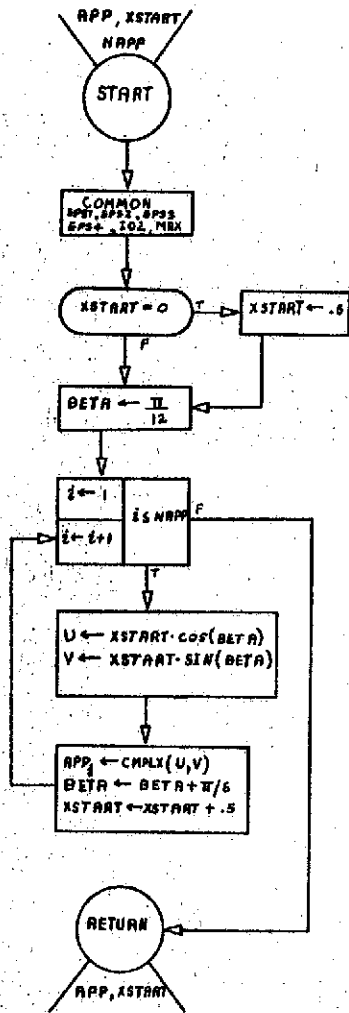 APP, XSTART
NAPP
START
COMMON
EPS1, EPS2, EPS3
EPS4, IO2, MAX
XSTART = 0
T
XSTART ← .5
F
BETA ← π/12
i ← 1
i ≤ NAPP
F
i ← i+1
T
U ← XSTART·COS(BETA)
V ← XSTART·SIN(BETA)
APPi ← CMPLX(U,V)
BETA ← BETA + π/6
XSTART ← XSTART + .5
RETURN
APP, XSTART